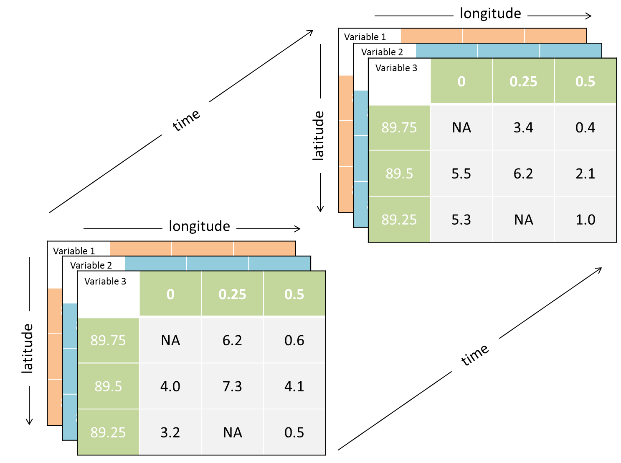 longitude
Variable 1
Variable 2
Variable 3 0 0.25 0.5
89.75 NA 3.4 0.4
89.5 5.5 6.2 2.1
89.25 5.3 NA 1.0
latitude
time
longitude
Variable 1
Variable 2
Variable 3 0 0.25 0.5
89.75 NA 6.2 0.6
89.5 4.0 7.3 4.1
89.25 3.2 NA 0.5
latitude
time